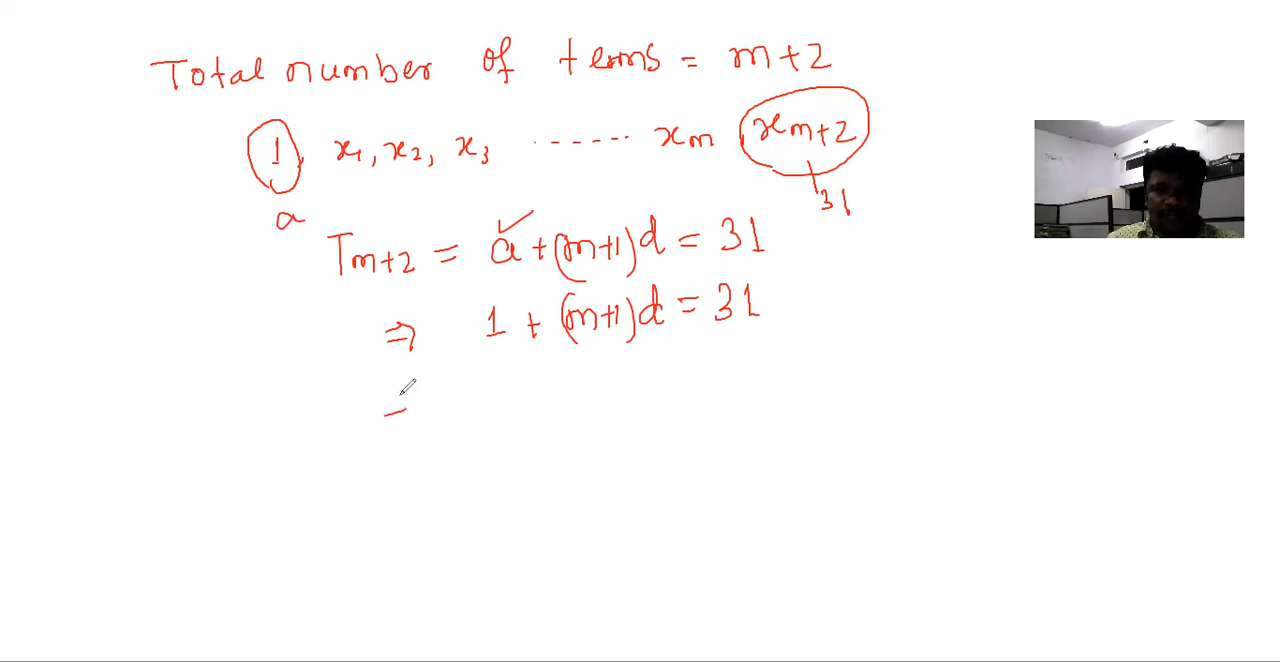 Total number of terms = m+2
1, x1, x2, x3 ------- xm xm+2
a 31
Tm+2 = a + (m+1)d = 31
⇒ 1 + (m+1)d = 31